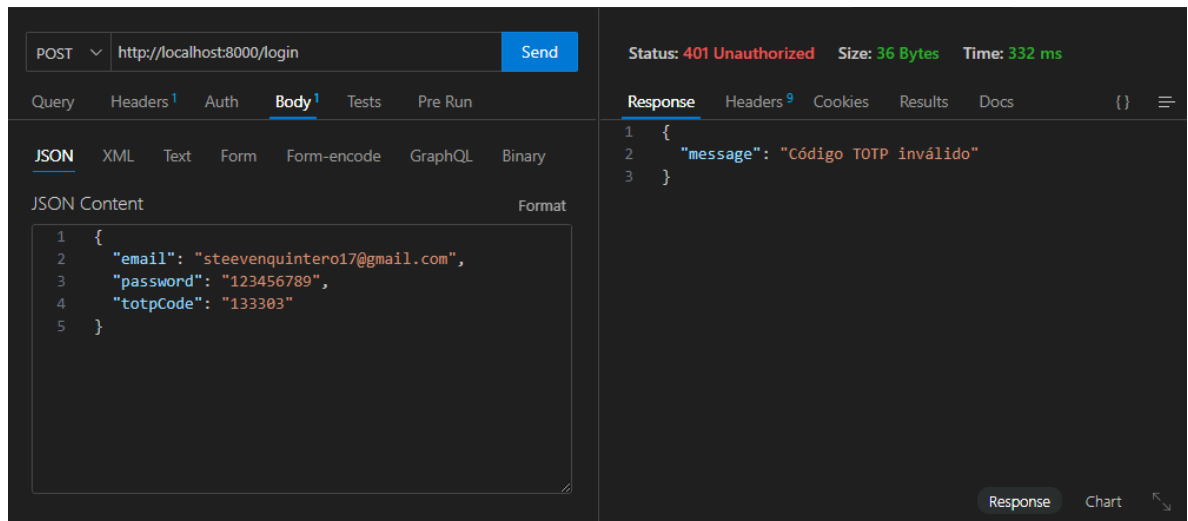 POST http://localhost:8000/login Send
Query Headers 1 Auth Body 1 Tests Pre Run
JSON XML Text Form Form-encode GraphQL Binary
JSON Content Format
1 {
2 "email": "steevenquintero17@gmail.com",
3 "password": "123456789",
4 "totpCode": "133303"
5 }
Status: 401 Unauthorized Size: 36 Bytes Time: 332 ms
Response Headers 9 Cookies Results Docs {}
1 {
2 "message": "Código TOTP inválido"
3 }
Response Chart